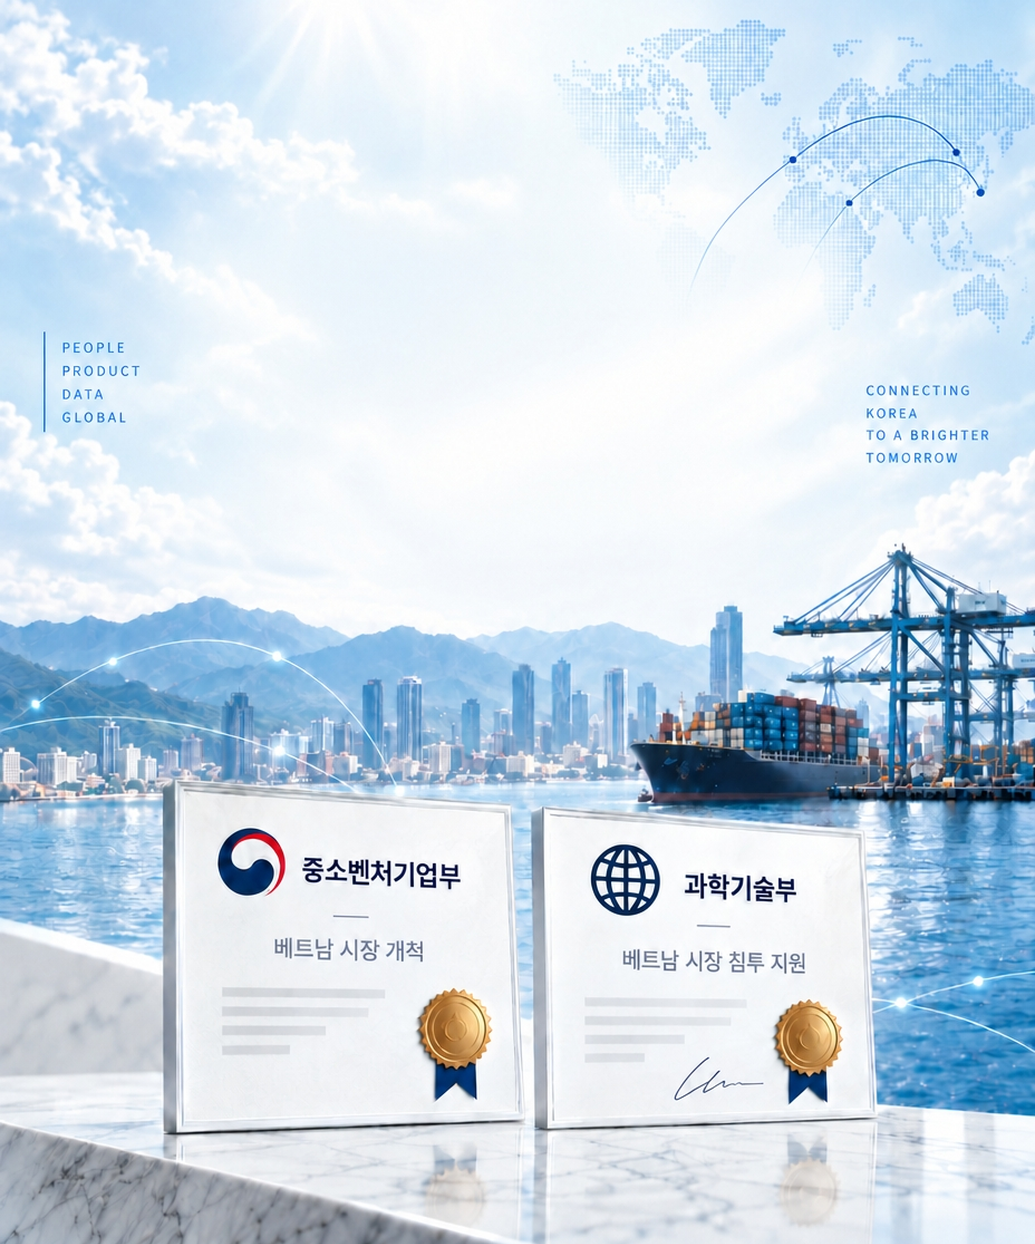 PEOPLE
PRODUCT
DATA
GLOBAL
CONNECTING
KOREA
TO A BRIGHTER
TOMORROW
중소벤처기업부
베트남 시장 개척
과학기술부
베트남 시장 침투 지원